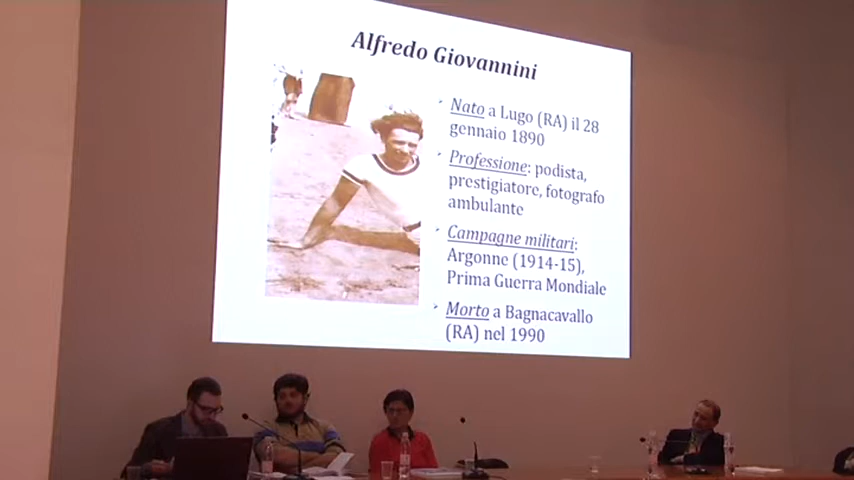 Alfredo Giovannini
Nato a Lugo (RA) il 28
gennaio 1890
Professione: podista,
prestigiatore, fotografo
ambulante
Campagne militari:
Argonne (1914-15),
Prima Guerra Mondiale
Morto a Bagnacavallo
(RA) nel 1990